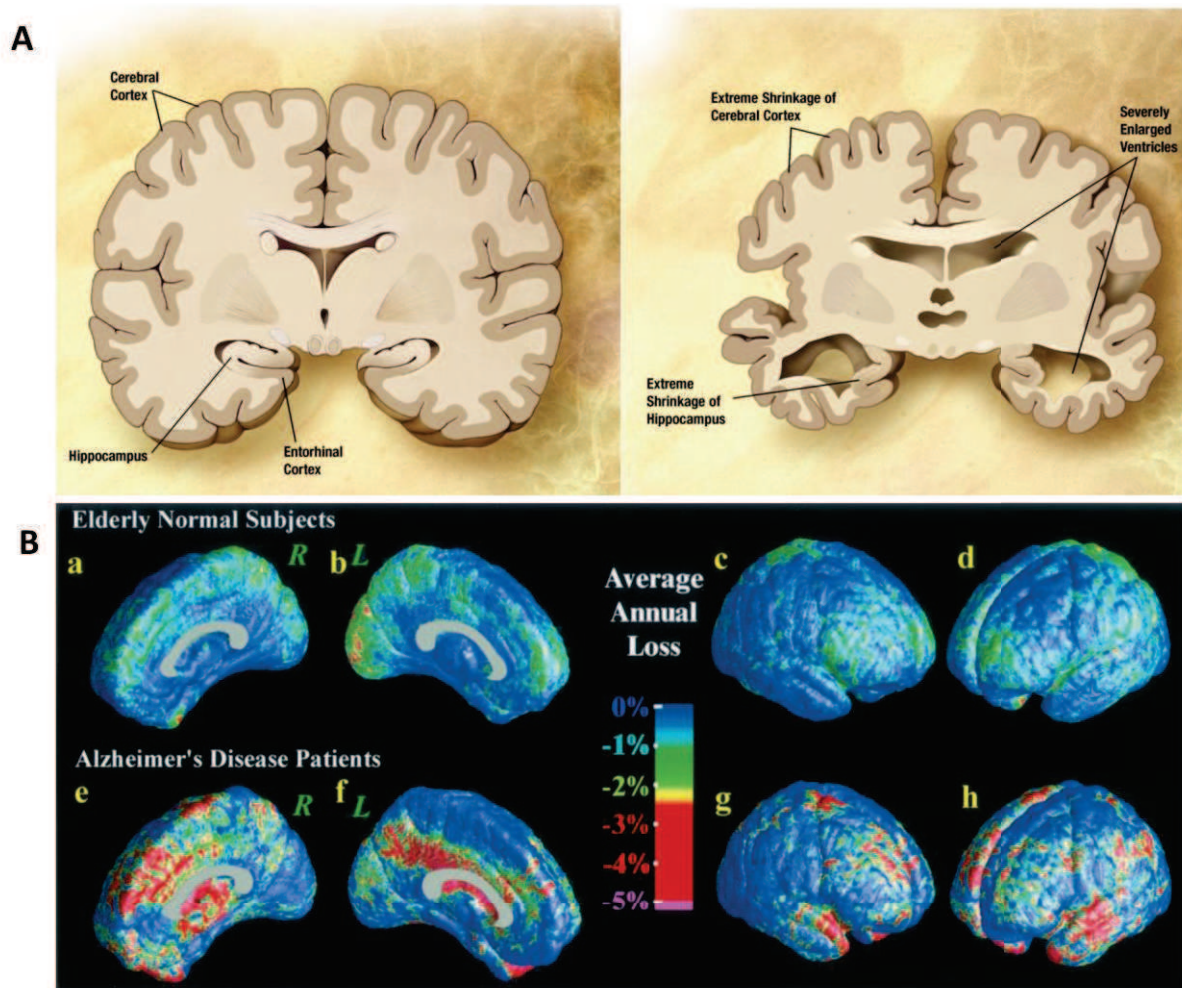 A
Cerebral
Cortex
Hippocampus
Entorhinal
Cortex
Extreme Shrinkage of
Cerebral Cortex
Severely
Enlarged
Ventricles
Extreme
Shrinkage of
Hippocampus
B
Elderly Normal Subjects
a
R
b
L
c
d
Average
Annual
Loss
0%
-1%
-2%
-3%
-4%
-5%
Alzheimer's Disease Patients
e
R
f
L
g
h